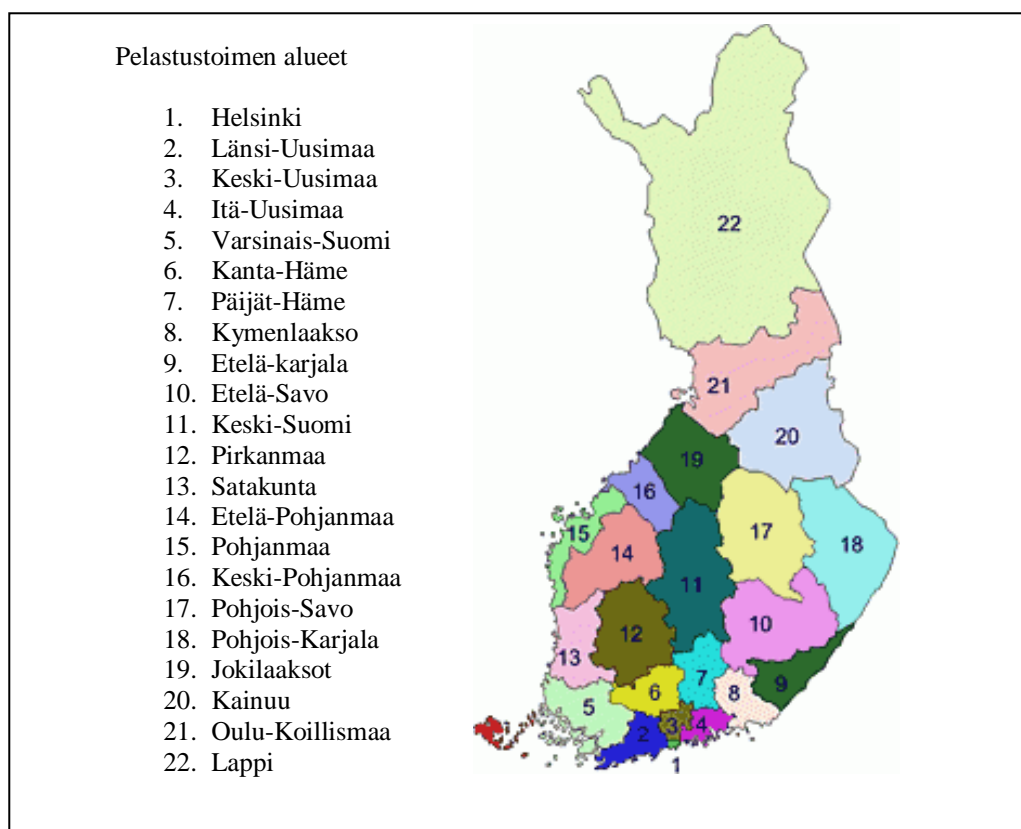 Pelastustoimen alueet
1. Helsinki
2. Länsi-Uusimaa
3. Keski-Uusimaa
4. Itä-Uusimaa
5. Varsinais-Suomi
6. Kanta-Häme
7. Päijät-Häme
8. Kymenlaakso
9. Etelä-karjala
10. Etelä-Savo
11. Keski-Suomi
12. Pirkanmaa
13. Satakunta
14. Etelä-Pohjanmaa
15. Pohjanmaa
16. Keski-Pohjanmaa
17. Pohjois-Savo
18. Pohjois-Karjala
19. Jokilaaksot
20. Kainuu
21. Oulu-Koillismaa
22. Lappi
22
21
20
19
16
15
17
18
14
11
10
12
13
7
9
6
8
5
3
4
2
1